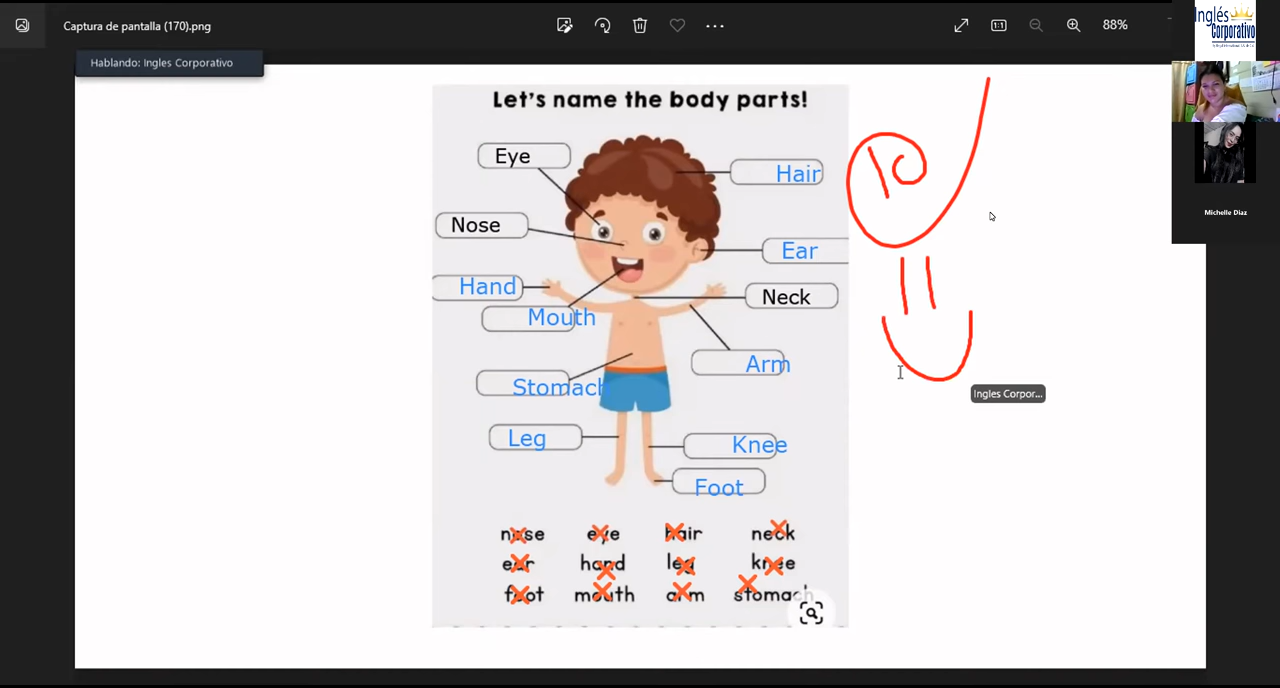 Captura de pantalla (170).png
88%
Inglés
Corporativo
Hablando: Ingles Corporativo
Let's name the body parts!
Eye
Hair
10
Nose
Ear
Hand
Neck
Mouth
Arm
Stomach
Ingles Corpor...
Leg
Knee
Foot
nose eye hair neck
ear hand leg knee
foot mouth arm stomach
Michelle Diaz